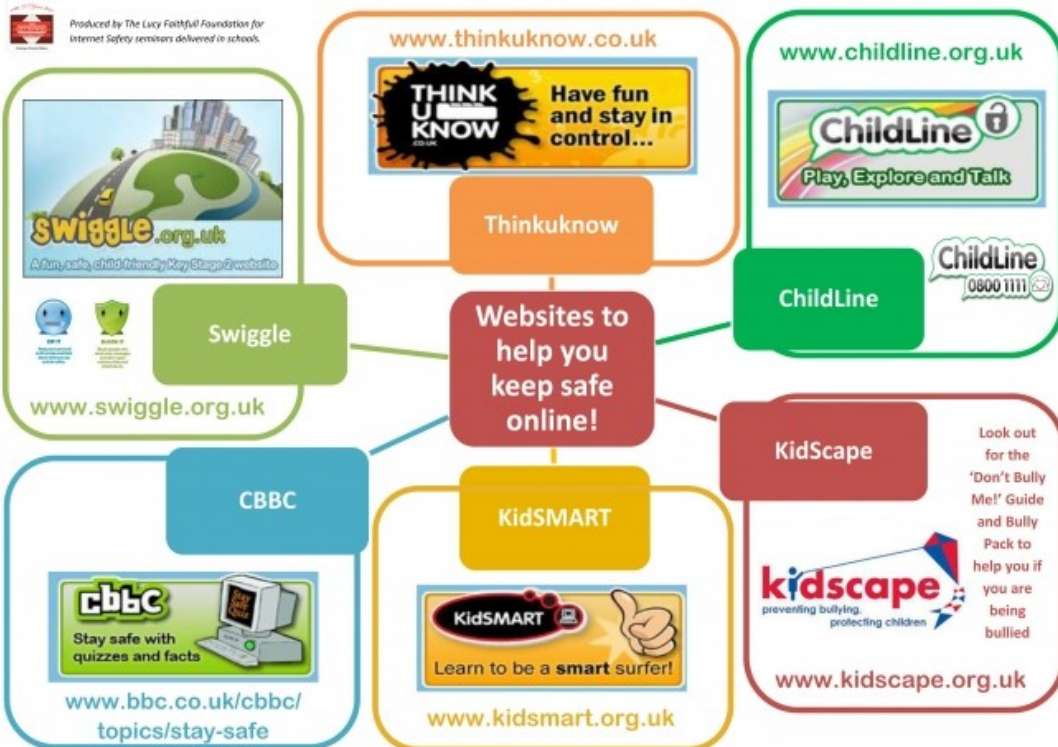 Produced by The Lucy Faithfull Foundation for
Internet Safety seminars delivered in schools.
www.thinkuknow.co.uk
THINK
U
KNOW
.CO.UK
Have fun
and stay in
control...
Thinkuknow
www.childline.org.uk
ChildLine
Play, Explore and Talk
ChildLine
0800 1111
ChildLine
swiggle.org.uk
A fun, safe, child-friendly Key Stage 2 website
Swiggle
www.swiggle.org.uk
Websites to
help you
keep safe
online!
KidScape
Look out
for the
‘Don’t Bully
Me!’ Guide
and Bully
Pack to
help you if
you are
being
bullied
kidscape
preventing bullying,
protecting children
www.kidscape.org.uk
CBBC
cbbc
Stay Safe Quiz
Stay safe with
quizzes and facts
www.bbc.co.uk/cbbc/
topics/stay-safe
KidSMART
KidSMART
Learn to be a smart surfer!
www.kidsmart.org.uk